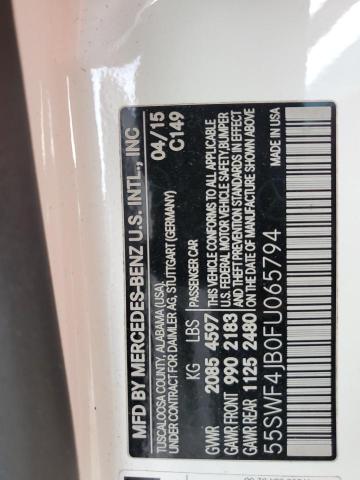 MFD BY MERCEDES-BENZ U.S. INTL., INC
TUSCALOOSA COUNTY, ALABAMA (USA).
UNDER CONTRACT FOR DAIMLER AG, STUTTGART (GERMANY)
04/15
C149
KG LBS
GVWR 2085 4597
GAWR FRONT 990 2183
GAWR REAR 1125 2480
PASSENGER CAR
THIS VEHICLE CONFORMS TO ALL APPLICABLE
U.S. FEDERAL MOTOR VEHICLE SAFETY, BUMPER
AND THEFT PREVENTION STANDARDS IN EFFECT
ON THE DATE OF MANUFACTURE SHOWN ABOVE
55SWF4JB0FU065794
MADE IN USA